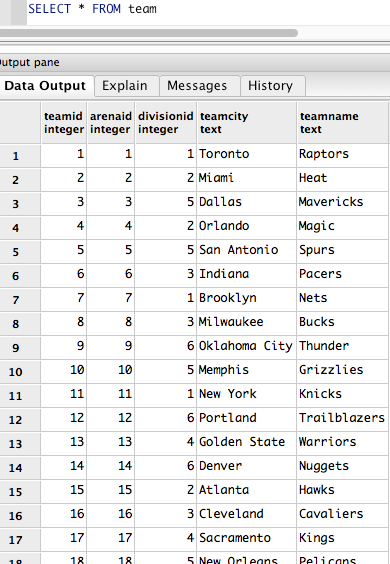 SELECT * FROM team
Output pane
Data Output Explain Messages History
teamid integer arenaid integer divisionid integer teamcity text teamname text
1 1 1 1 Toronto Raptors
2 2 2 2 Miami Heat
3 3 3 5 Dallas Mavericks
4 4 4 2 Orlando Magic
5 5 5 5 San Antonio Spurs
6 6 6 3 Indiana Pacers
7 7 7 1 Brooklyn Nets
8 8 8 3 Milwaukee Bucks
9 9 9 6 Oklahoma City Thunder
10 10 10 5 Memphis Grizzlies
11 11 11 1 New York Knicks
12 12 12 6 Portland Trailblazers
13 13 13 4 Golden State Warriors
14 14 14 6 Denver Nuggets
15 15 15 2 Atlanta Hawks
16 16 16 3 Cleveland Cavaliers
17 17 17 4 Sacramento Kings
18 18 18 5 New Orleans Pelicans